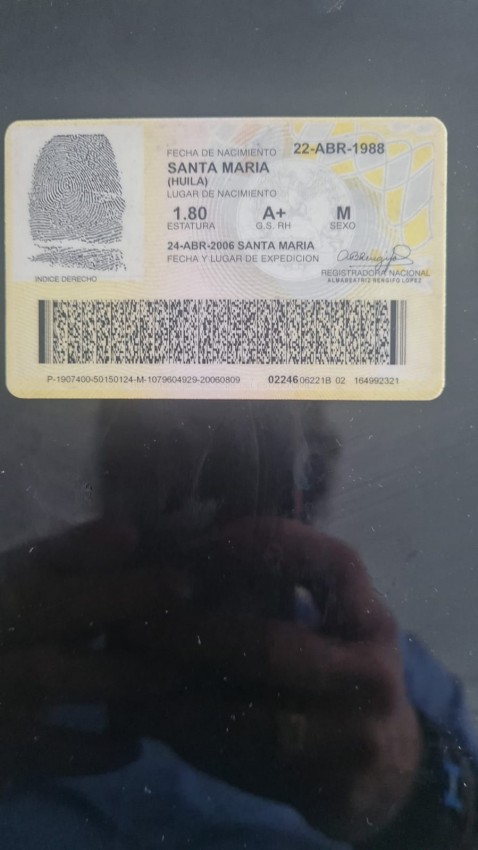 FECHA DE NACIMIENTO 22-ABR-1988
SANTA MARIA
(HUILA)
LUGAR DE NACIMIENTO
1.80 A+ M
ESTATURA G.S. RH SEXO
24-ABR-2006 SANTA MARIA
FECHA Y LUGAR DE EXPEDICION
INDICE DERECHO
REGISTRADORA NACIONAL
ALMABEATRIZ RENGIFO LOPEZ
P-1907400-50150124-M-1079604929-20060809 02246 06221B 02 164992321